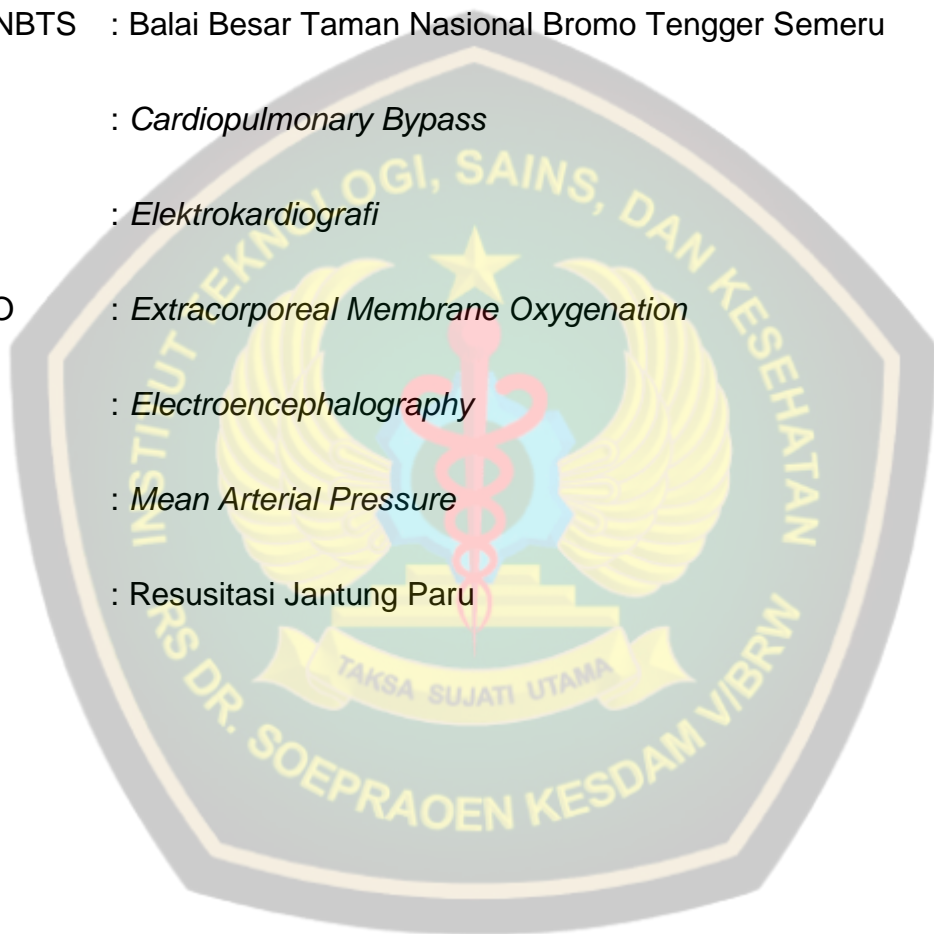 NBTS : Balai Besar Taman Nasional Bromo Tengger Semeru
: Cardiopulmonary Bypass
: Elektrokardiografi
O : Extracorporeal Membrane Oxygenation
: Electroencephalography
: Mean Arterial Pressure
: Resusitasi Jantung Paru
INSTITUT TEKNOLOGI, SAINS, DAN KESEHATAN
TAKSA SUJATI UTAMA
RS DR. SOEPRAOEN KESDAM V/BRW